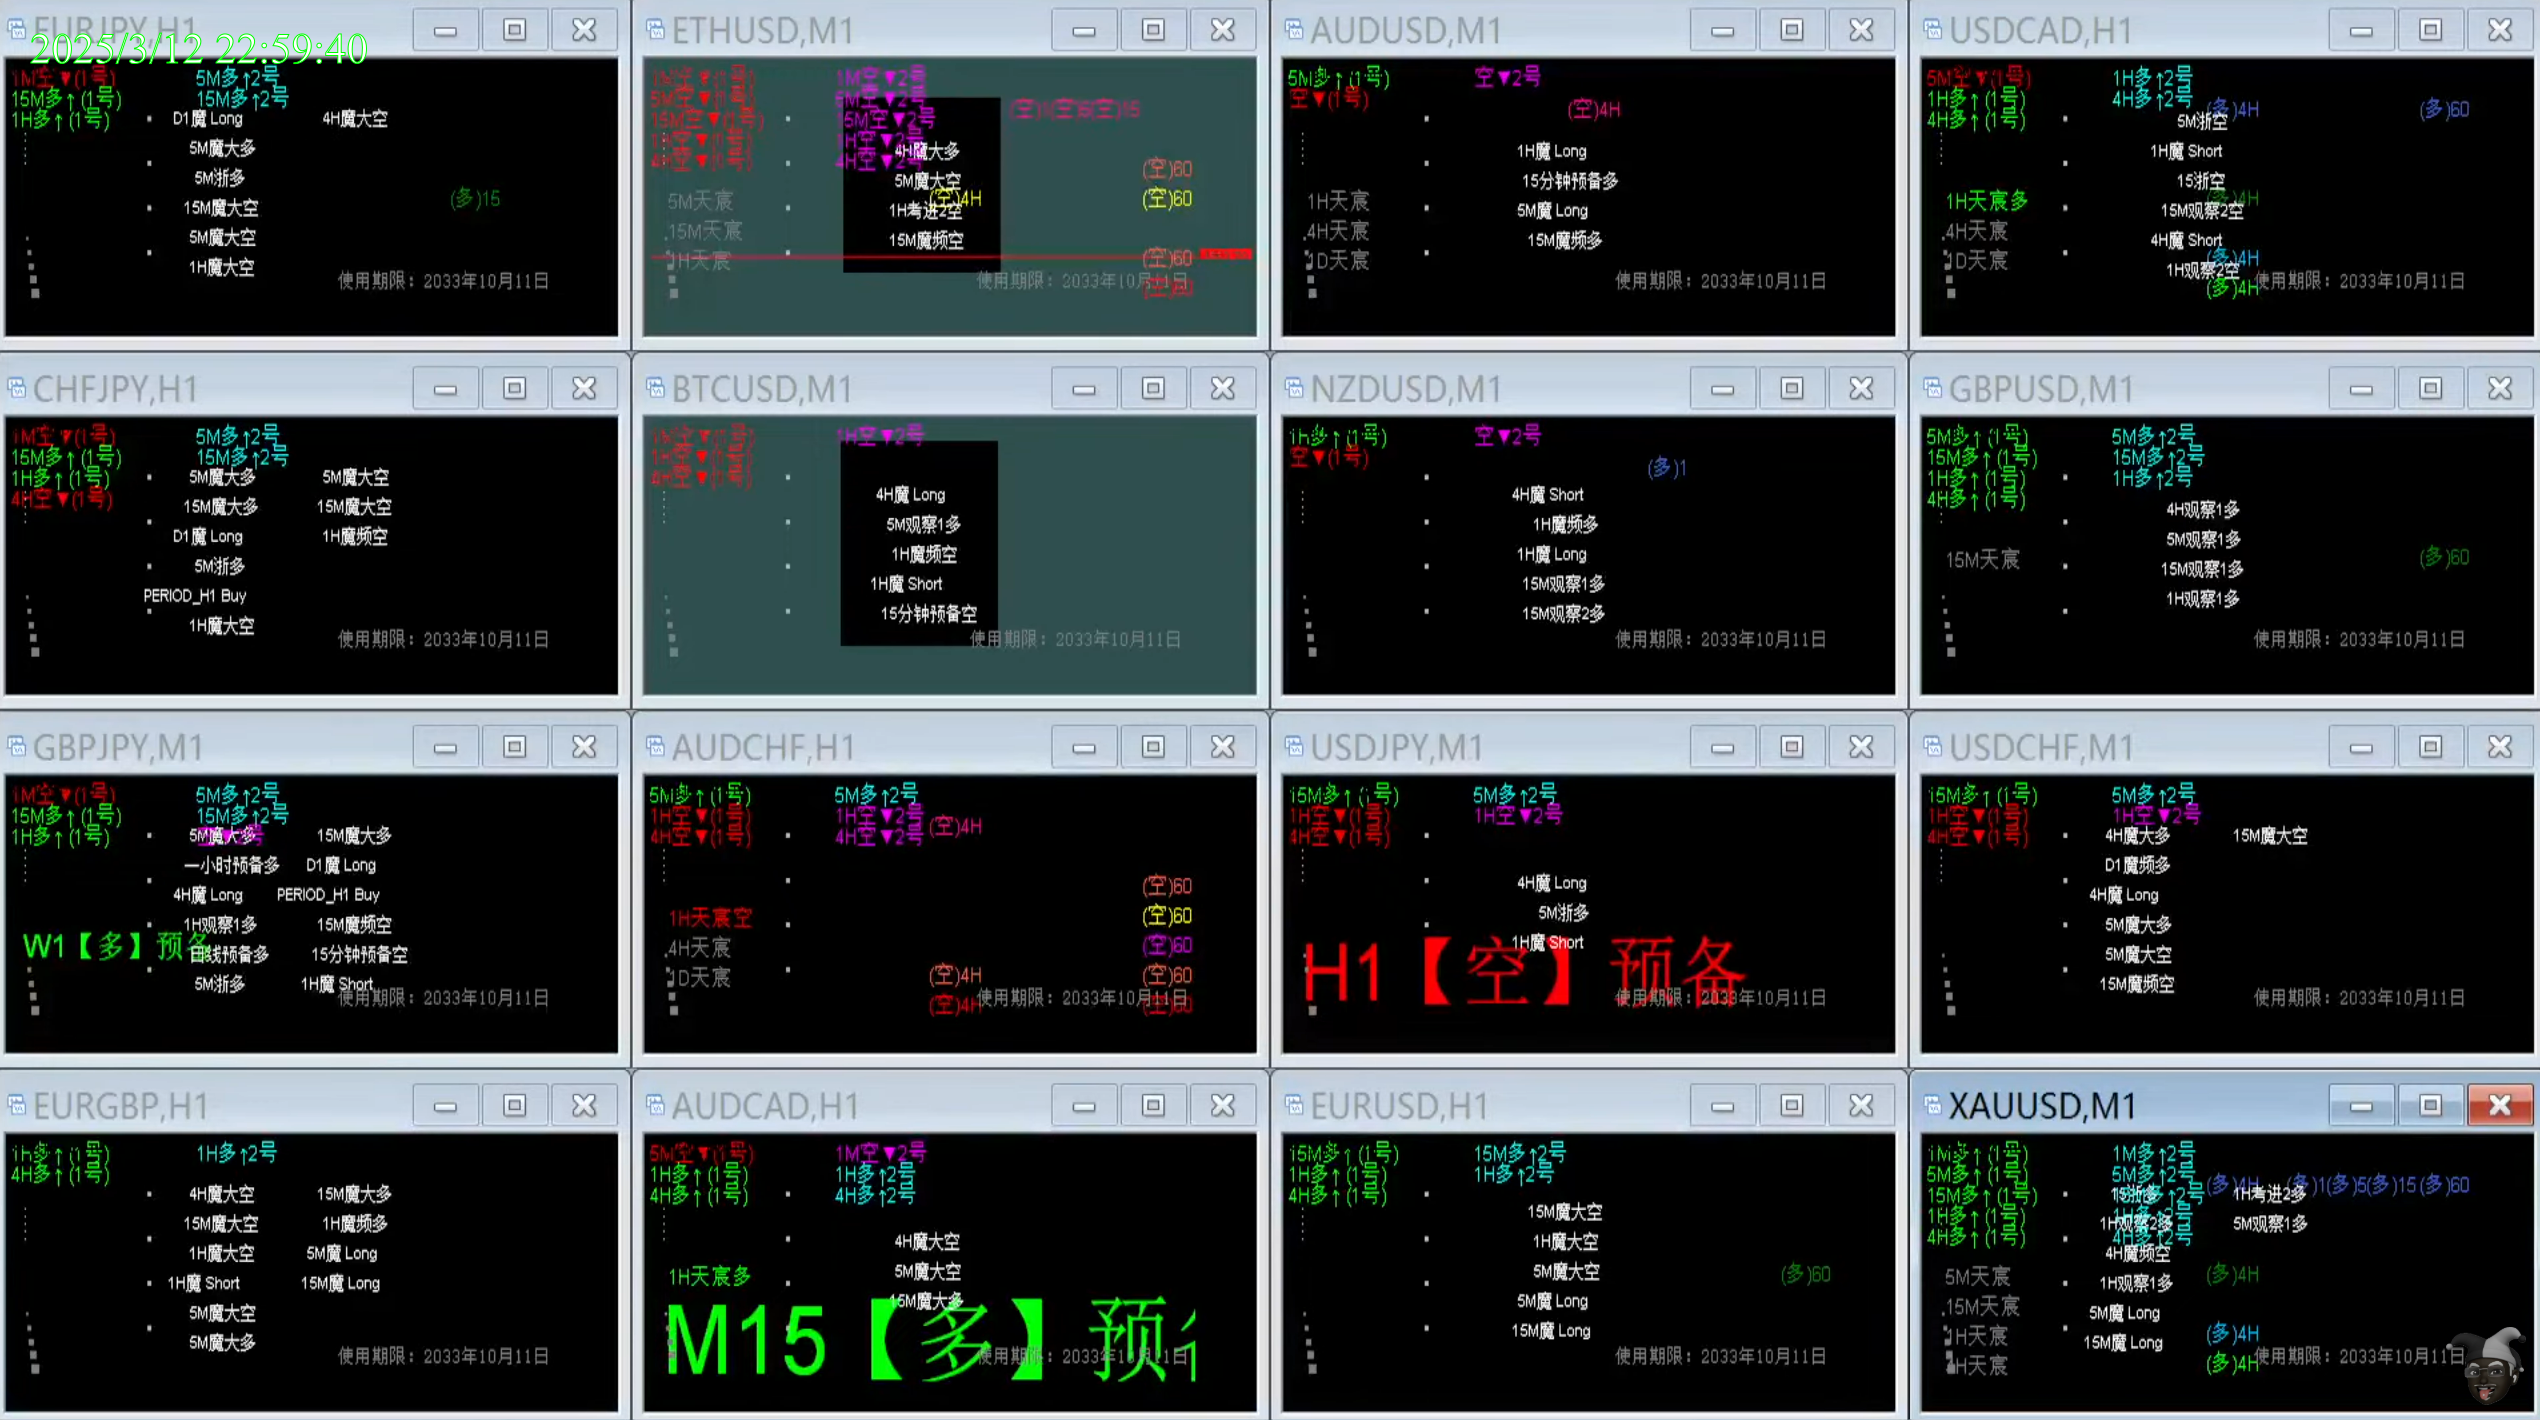 EURJPY,H1
2025/3/12 22:59:40
1M空▼(1号) 5M多↑2号
15M多↑(1号) 15M多↑2号
1H多↑(1号) D1魔 Long 4H魔大空
5M魔大多
5M浙多
15M魔大空 (多)15
5M魔大空
1H魔大空
使用期限：2033年10月11日
ETHUSD,M1
1M空▼(1号) 1M空▼2号
5M空▼(1号) 5M空▼2号
15M空▼(1号) 15M空▼2号
1H空▼(1号) 1H空▼2号
4H空▼(1号) 4H空▼2号
4H魔大多
(空)60
5M天宸 5M魔大空 (空)4H (空)60
15M天宸 1H考进2空
1H天宸 15M魔频空 (空)60
使用期限：2033年10月11日 (空)60
AUDUSD,M1
5M多↑(1号) 空▼2号
空▼(1号) (空)4H
1H魔 Long
1H天宸 15分钟预备多
4H天宸 5M魔 Long
1D天宸 15M魔频多
使用期限：2033年10月11日
USDCAD,H1
5M空▼(1号) 1H多↑2号
1H多↑(1号) 4H多↑2号 (多)4H (多)60
4H多↑(1号) 5M浙空
1H魔 Short
15浙空
1H天宸多 15M观察2空
4H天宸 4H魔 Short
1D天宸 1H观察2空 (多)4H
(多)4H 使用期限：2033年10月11日
CHFJPY,H1
1M空▼(1号) 5M多↑2号
15M多↑(1号) 15M多↑2号
1H多↑(1号) 5M魔大多 5M魔大空
4H空▼(1号) 15M魔大多 15M魔大空
D1魔 Long 1H魔频空
5M浙多
PERIOD_H1 Buy
1H魔大空
使用期限：2033年10月11日
BTCUSD,M1
1M空▼(1号) 1H空▼2号
1H空▼(1号)
4H空▼(1号)
4H魔 Long
5M观察1多
1H魔频空
1H魔 Short
15分钟预备空
使用期限：2033年10月11日
NZDUSD,M1
1H多↑(1号) 空▼2号
空▼(1号) (多)1
4H魔 Short
1H魔频多
1H魔 Long
15M观察1多
15M观察2多
使用期限：2033年10月11日
GBPUSD,M1
5M多↑(1号) 5M多↑2号
15M多↑(1号) 15M多↑2号
1H多↑(1号) 1H多↑2号
4H多↑(1号)
4H观察1多
5M观察1多
15M天宸 15M观察1多 (多)60
1H观察1多
使用期限：2033年10月11日
GBPJPY,M1
1M空▼(1号) 5M多↑2号
15M多↑(1号) 15M多↑2号
1H多↑(1号) 5M魔大多 15M魔大多
一小时预备多 D1魔 Long
4H魔 Long PERIOD_H1 Buy
1H观察1多 15M魔频空
W1【多】预备 日线预备多 15分钟预备空
5M浙多 1H魔 Short
使用期限：2033年10月11日
AUDCHF,H1
5M多↑(1号) 5M多↑2号
1H空▼(1号) 1H空▼2号
4H空▼(1号) 4H空▼2号 (空)4H
(空)60
1H天宸空 (空)60
4H天宸 (空)60
1D天宸 (空)4H (空)60
(空)4H 使用期限：2033年10月11日 (空)60
USDJPY,M1
15M多↑(1号) 5M多↑2号
1H空▼(1号) 1H空▼2号
4H空▼(1号)
4H魔 Long
5M浙多
1H魔 Short
H1【空】预备
使用期限：2033年10月11日
USDCHF,M1
15M多↑(1号) 5M多↑2号
1H空▼(1号) 1H空▼2号
4H空▼(1号) 4H魔大多 15M魔大空
D1魔频多
4H魔 Long
5M魔大多
5M魔大空
15M魔频空
使用期限：2033年10月11日
EURGBP,H1
1H多↑(1号) 1H多↑2号
4H多↑(1号)
4H魔大空 15M魔大多
15M魔大空 1H魔频多
1H魔大空 5M魔 Long
1H魔 Short 15M魔 Long
5M魔大空
5M魔大多
使用期限：2033年10月11日
AUDCAD,H1
5M空▼(1号) 1M空▼2号
1H多↑(1号) 1H多↑2号
4H多↑(1号) 4H多↑2号
4H魔大空
1H天宸多 5M魔大空
15M魔大多
M15【多】预
使用期限：2033年10月11日
EURUSD,H1
15M多↑(1号) 15M多↑2号
1H多↑(1号) 1H多↑2号
4H多↑(1号)
15M魔大空
1H魔大空
5M魔大空 (多)60
5M魔 Long
15M魔 Long
使用期限：2033年10月11日
XAUUSD,M1
1M多↑(1号) 1M多↑2号
5M多↑(1号) 5M多↑2号 (多)4H (多)1(多)5(多)15(多)60
15M多↑(1号) 1H考进2多
1H多↑(1号) 1H观察2多 5M观察1多
4H多↑(1号) 4H多↑2号
4H魔频空
5M天宸 1H观察1多 (多)4H
15M天宸 5M魔 Long
1H天宸 15M魔 Long (多)4H
4H天宸 (多)4H 使用期限：2033年10月11日